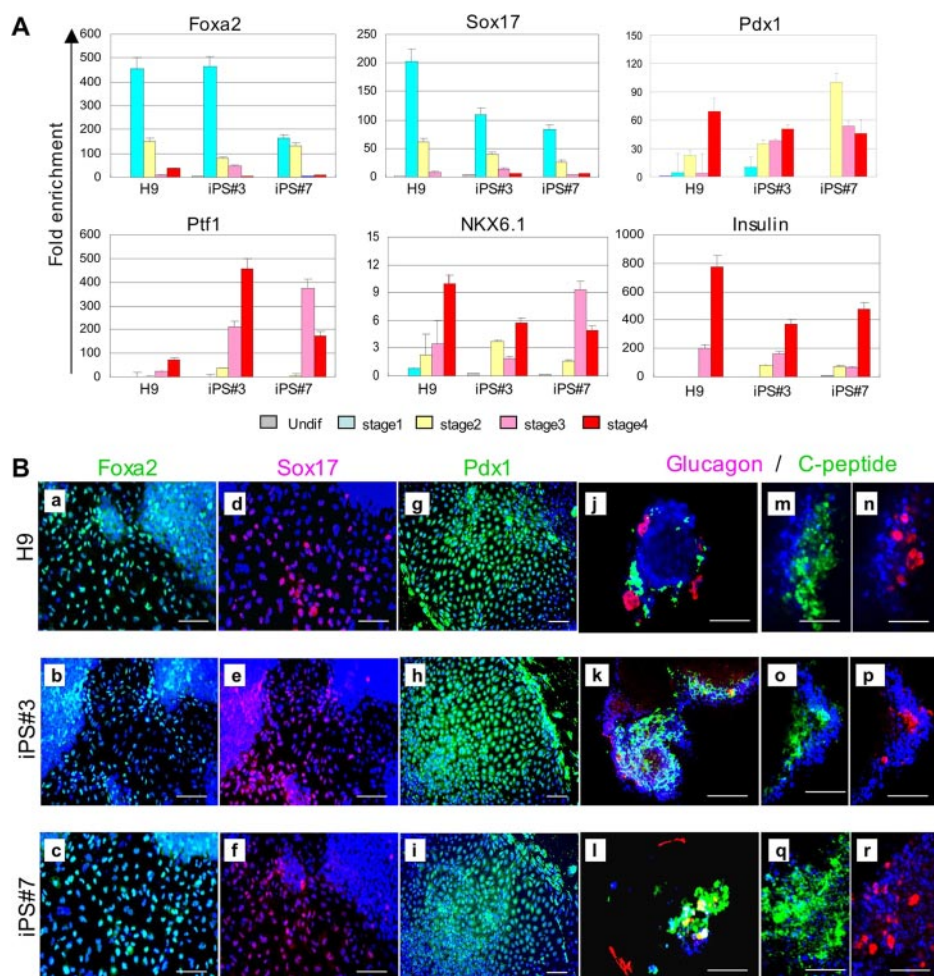 A
Foxa2
Sox17
Pdx1
Fold enrichment
600
500
400
300
200
100
0
H9 iPS#3 iPS#7
250
200
150
100
50
0
H9 iPS#3 iPS#7
150
120
90
60
30
0
H9 iPS#3 iPS#7
Ptf1
NKX6.1
Insulin
600
500
400
300
200
100
0
H9 iPS#3 iPS#7
15
12
9
6
3
0
H9 iPS#3 iPS#7
1000
800
600
400
200
0
H9 iPS#3 iPS#7
Undif stage1 stage2 stage3 stage4
B
Foxa2 Sox17 Pdx1 Glucagon / C-peptide
H9
a d g j m n
iPS#3
b e h k o p
iPS#7
c f i l q r